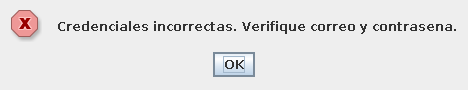 Credenciales incorrectas. Verifique correo y contrasena.
OK